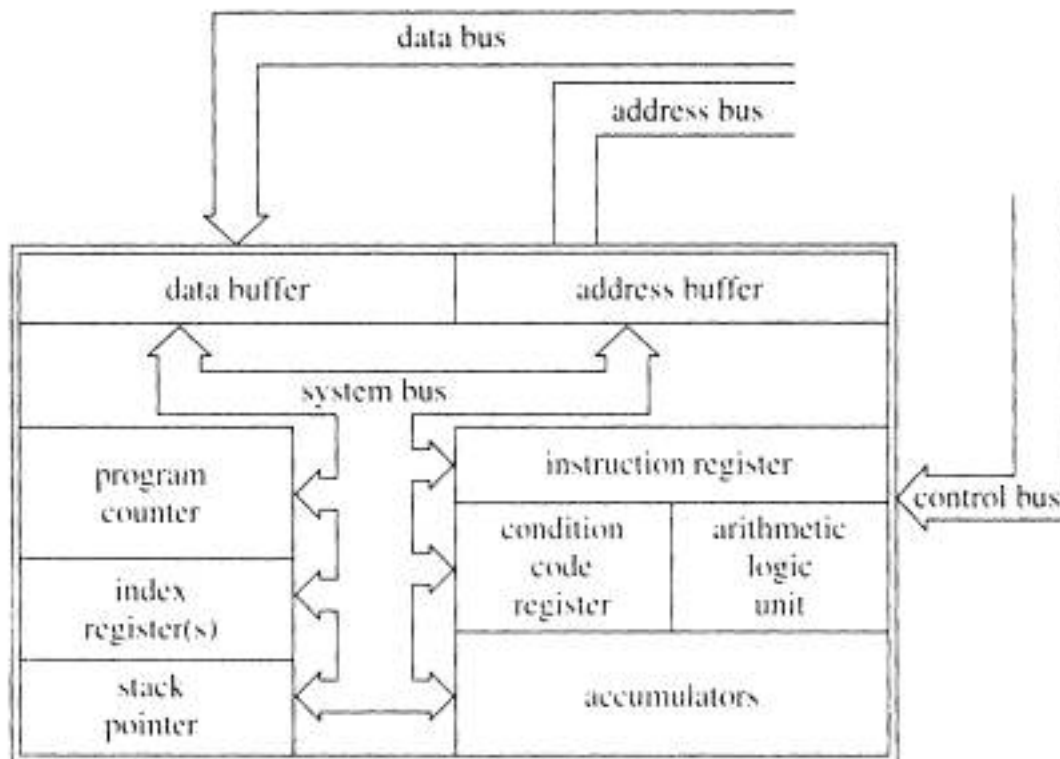 data bus
address bus
data buffer
address buffer
system bus
program
counter
instruction register
control bus
condition
code
register
arithmetic
logic
unit
index
register(s)
stack
pointer
accumulators